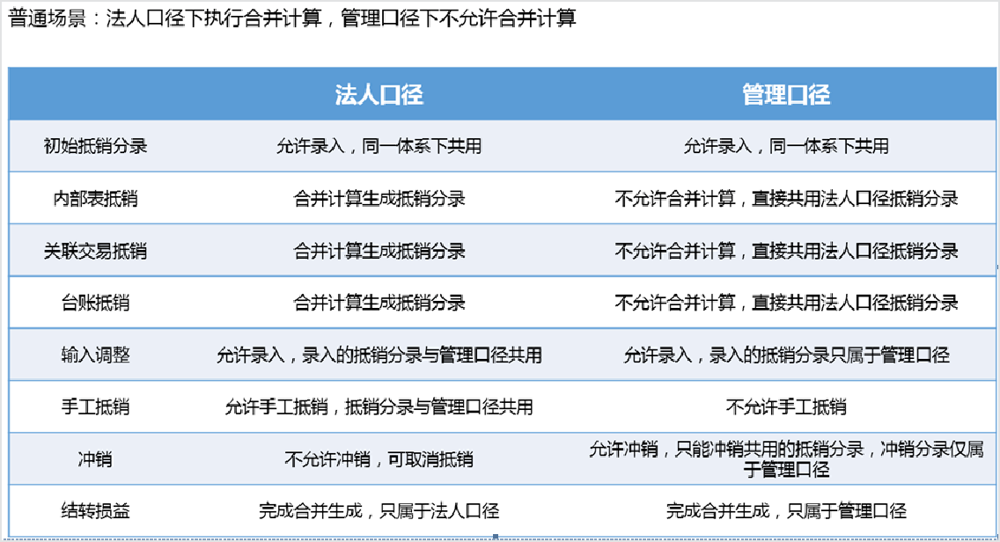 普通场景：法人口径下执行合并计算，管理口径下不允许合并计算
法人口径 管理口径
初始抵销分录 允许录入，同一体系下共用 允许录入，同一体系下共用
内部表抵销 合并计算生成抵销分录 不允许合并计算，直接共用法人口径抵销分录
关联交易抵销 合并计算生成抵销分录 不允许合并计算，直接共用法人口径抵销分录
台账抵销 合并计算生成抵销分录 不允许合并计算，直接共用法人口径抵销分录
输入调整 允许录入，录入的抵销分录与管理口径共用 允许录入，录入的抵销分录只属于管理口径
手工抵销 允许手工抵销，抵销分录与管理口径共用 不允许手工抵销
冲销 不允许冲销，可取消抵销 允许冲销，只能冲销共用的抵销分录，冲销分录仅属
于管理口径
结转损益 完成合并生成，只属于法人口径 完成合并生成，只属于管理口径